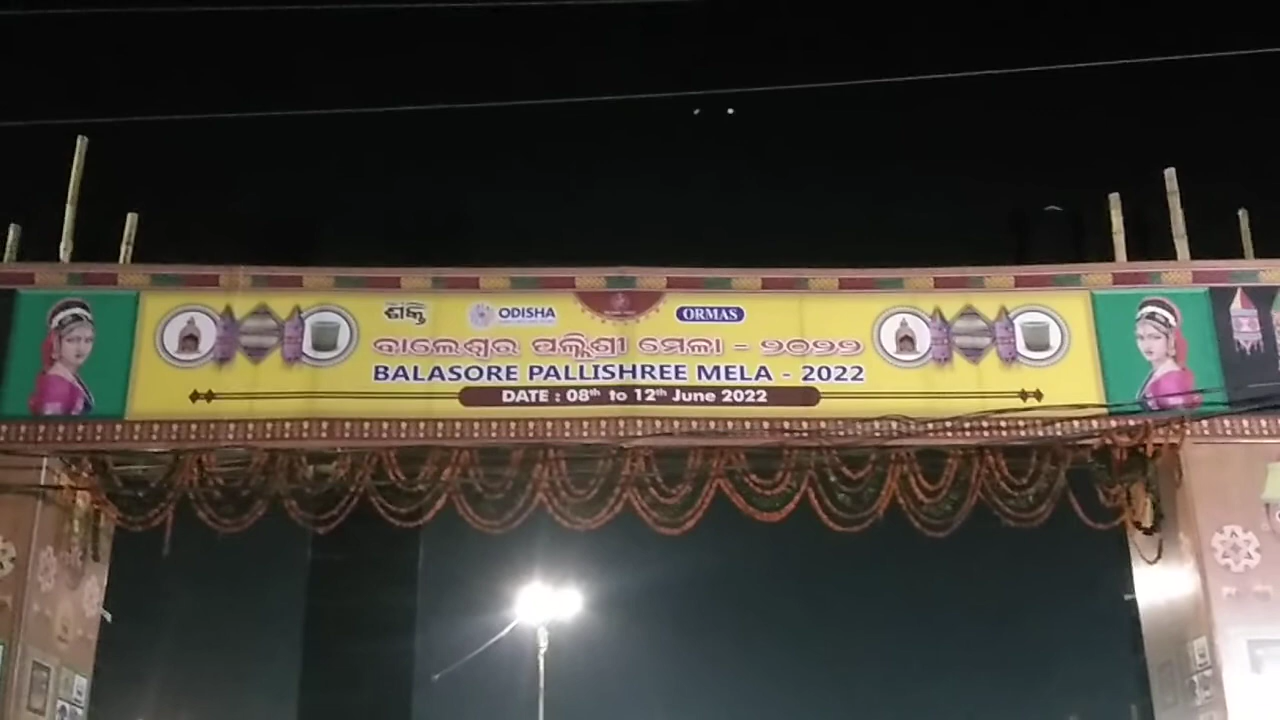 ଶକ୍ତି ODISHA ORMAS
ବାଲେଶ୍ୱର ପଲ୍ଲିଶ୍ରୀ ମେଳା - ୨୦୨୨
BALASORE PALLISHREE MELA - 2022
DATE : 08th to 12th June 2022